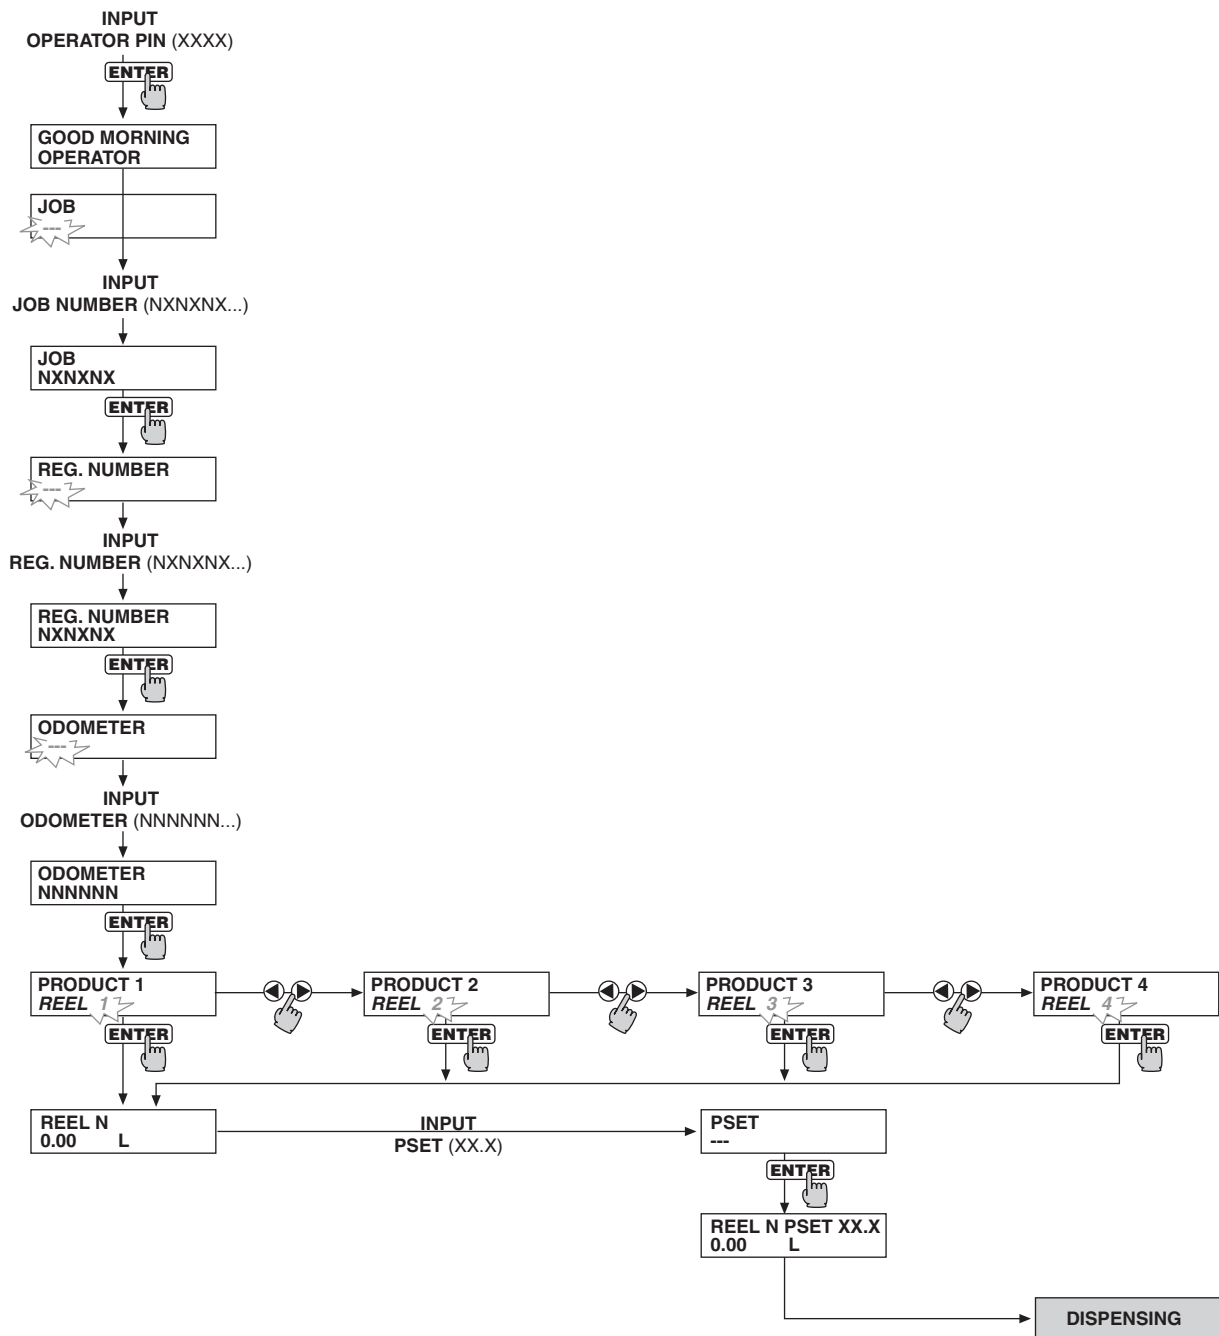 INPUT
OPERATOR PIN (XXXX)
ENTER
GOOD MORNING
OPERATOR
JOB
---
INPUT
JOB NUMBER (NXNXNX...)
JOB
NXNXNX
ENTER
REG. NUMBER
---
INPUT
REG. NUMBER (NXNXNX...)
REG. NUMBER
NXNXNX
ENTER
ODOMETER
---
INPUT
ODOMETER (NNNNNN...)
ODOMETER
NNNNNN
ENTER
PRODUCT 1
REEL 1
ENTER
PRODUCT 2
REEL 2
ENTER
PRODUCT 3
REEL 3
ENTER
PRODUCT 4
REEL 4
ENTER
REEL N
0.00 L
INPUT
PSET (XX.X)
PSET
---
ENTER
REEL N PSET XX.X
0.00 L
DISPENSING